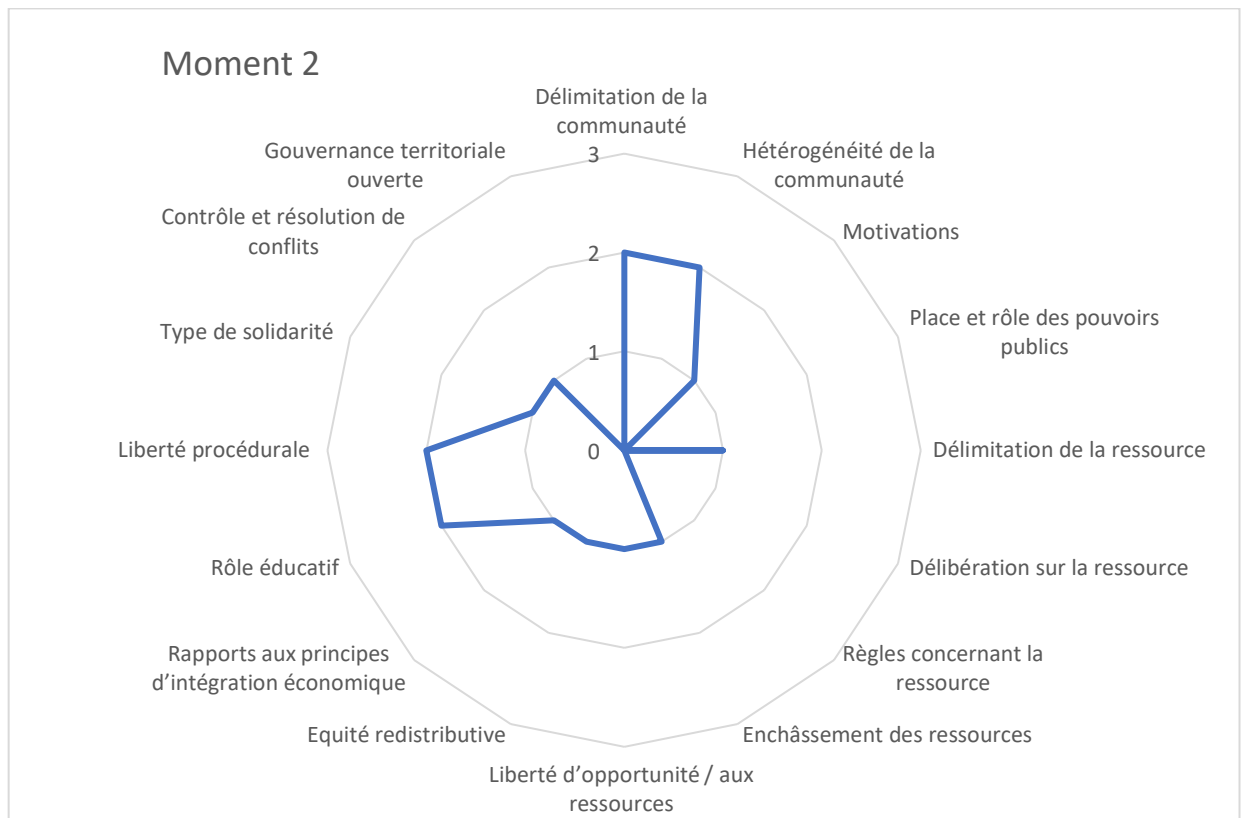 Moment 2
Délimitation de la
communauté
Hétérogénéité de la
communauté
Motivations
Place et rôle des pouvoirs
publics
Délimitation de la ressource
Délibération sur la ressource
Règles concernant la
ressource
Enchâssement des ressources
Liberté d’opportunité / aux
ressources
Equité redistributive
Rapports aux principes
d’intégration économique
Rôle éducatif
Liberté procédurale
Type de solidarité
Contrôle et résolution de
conflits
Gouvernance territoriale
ouverte
3
2
1
0